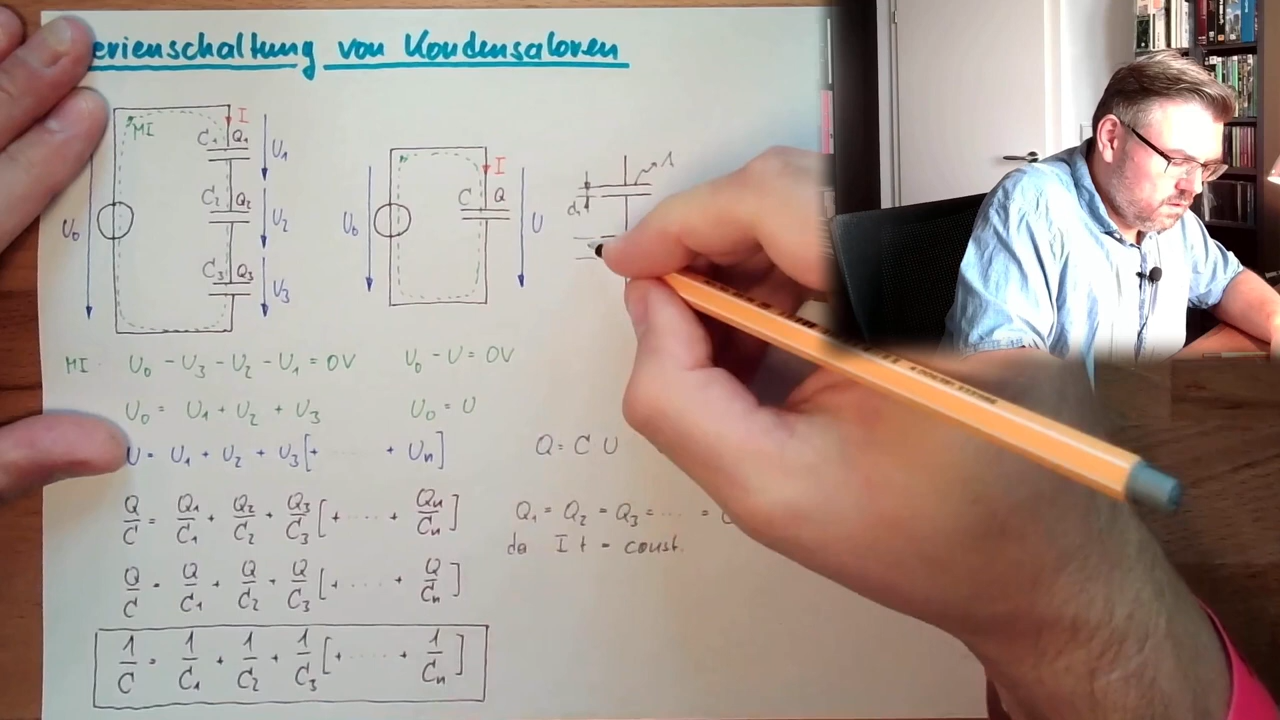 erienschaltung von Kondensatoren
MI
I
C1 Q1
U1
C2 Q2
U2
C3 Q3
U3
U0
I
C Q
U0
U
A
d1
MI: U0 - U3 - U2 - U1 = 0V
U0 - U = 0V
U0 = U1 + U2 + U3
U0 = U
U = U1 + U2 + U3 [+ ..... + Un]
Q = C U
Q/C = Q1/C1 + Q2/C2 + Q3/C3 [+ ..... + Qn/Cn]
Q1 = Q2 = Q3 = ..... =
da I t = const.
Q/C = Q/C1 + Q/C2 + Q/C3 [+ ..... + Q/Cn]
1/C = 1/C1 + 1/C2 + 1/C3 [+ ..... + 1/Cn]